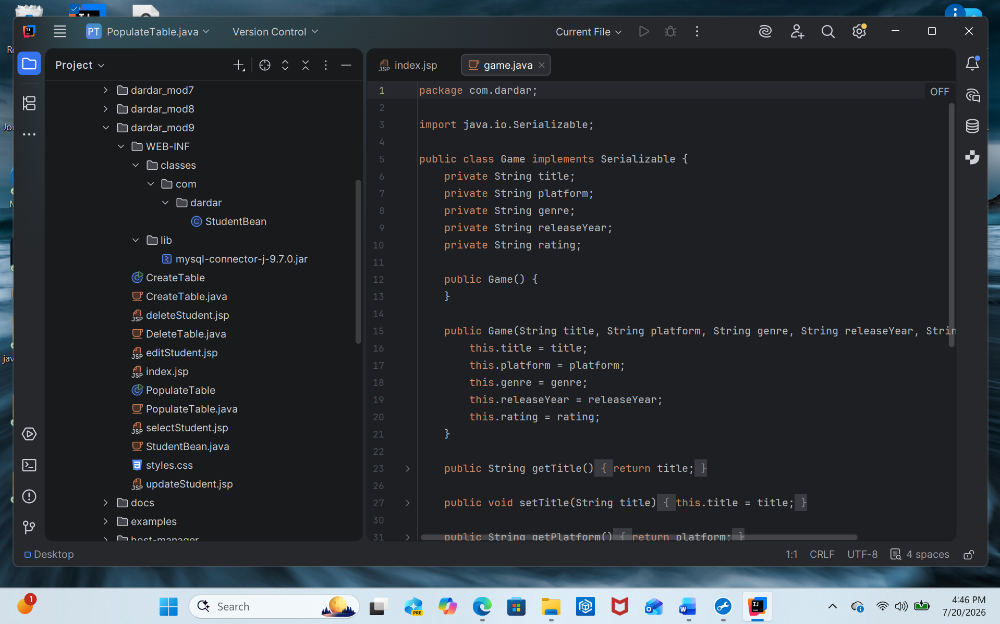 PT PopulateTable.java
Version Control
Current File
Project
index.jsp
game.java
dardar_mod7
dardar_mod8
dardar_mod9
WEB-INF
classes
com
dardar
StudentBean
lib
mysql-connector-j-9.7.0.jar
CreateTable
CreateTable.java
deleteStudent.jsp
DeleteTable.java
editStudent.jsp
index.jsp
PopulateTable
PopulateTable.java
selectStudent.jsp
StudentBean.java
styles.css
updateStudent.jsp
docs
examples
host-manager
OFF
1 package com.dardar;
2
3 import java.io.Serializable;
4
5 public class Game implements Serializable {
6 private String title;
7 private String platform;
8 private String genre;
9 private String releaseYear;
10 private String rating;
11
12 public Game() {
13 }
14
15 public Game(String title, String platform, String genre, String releaseYear, Strin
16 this.title = title;
17 this.platform = platform;
18 this.genre = genre;
19 this.releaseYear = releaseYear;
20 this.rating = rating;
21 }
22
23 public String getTitle() { return title; }
26
27 public void setTitle(String title) { this.title = title; }
30
31 public String getPlatform() { return platform; }
Desktop
1:1 CRLF UTF-8 4 spaces
1
Search
PRE
4:46 PM
7/20/2026